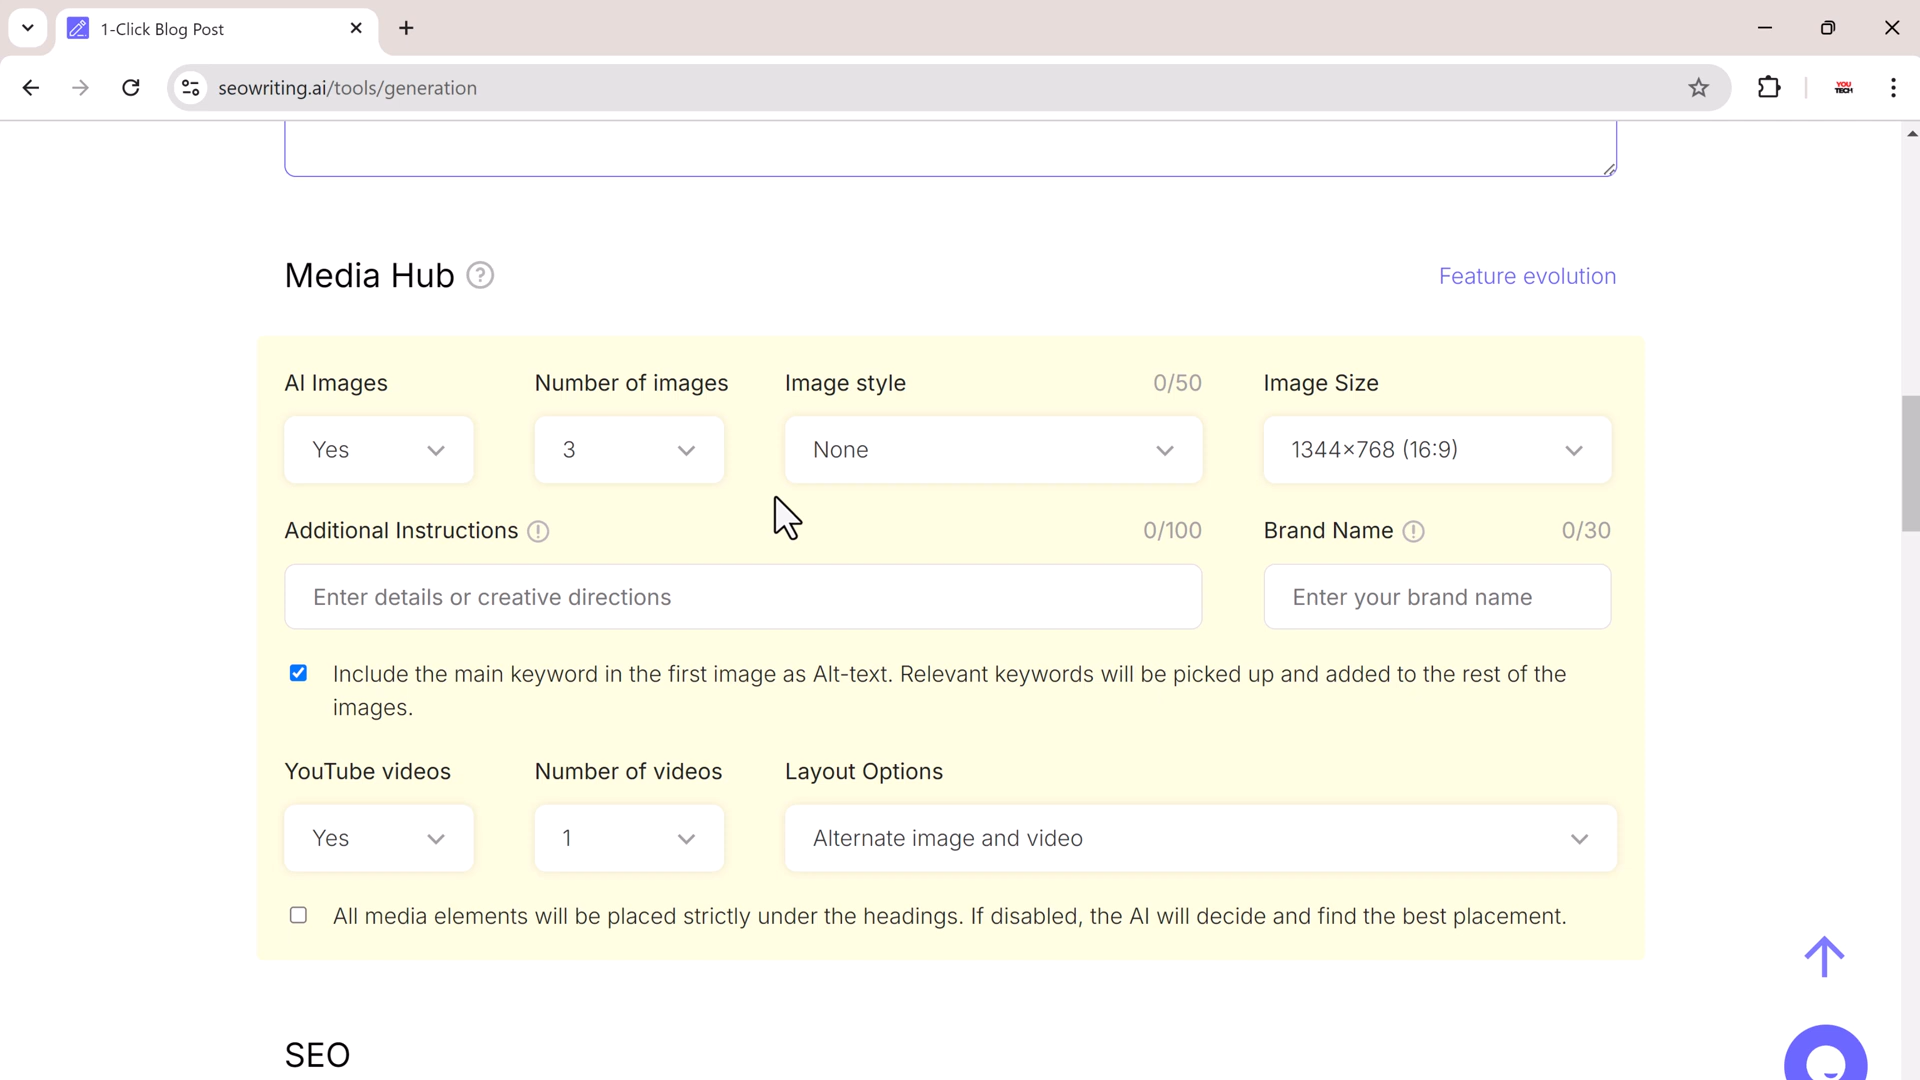 1-Click Blog Post
seowriting.ai/tools/generation
YOU
TECH
Media Hub
Feature evolution
AI Images
Number of images
Image style
0/50
Image Size
Yes
3
None
1344×768 (16:9)
Additional Instructions
0/100
Brand Name
0/30
Enter details or creative directions
Enter your brand name
Include the main keyword in the first image as Alt-text. Relevant keywords will be picked up and added to the rest of the
images.
YouTube videos
Number of videos
Layout Options
Yes
1
Alternate image and video
All media elements will be placed strictly under the headings. If disabled, the AI will decide and find the best placement.
SEO